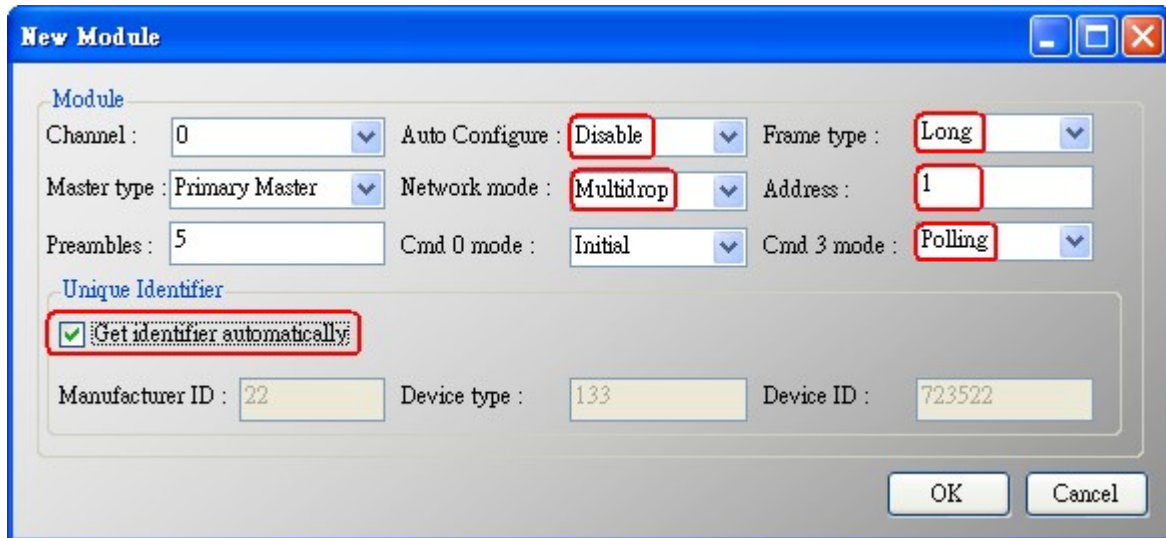 New Module
Module
Channel : 0 Auto Configure : Disable Frame type : Long
Master type : Primary Master Network mode : Multidrop Address : 1
Preambles : 5 Cmd 0 mode : Initial Cmd 3 mode : Polling
Unique Identifier
Get identifier automatically
Manufacturer ID : 22 Device type : 133 Device ID : 723522
OK Cancel